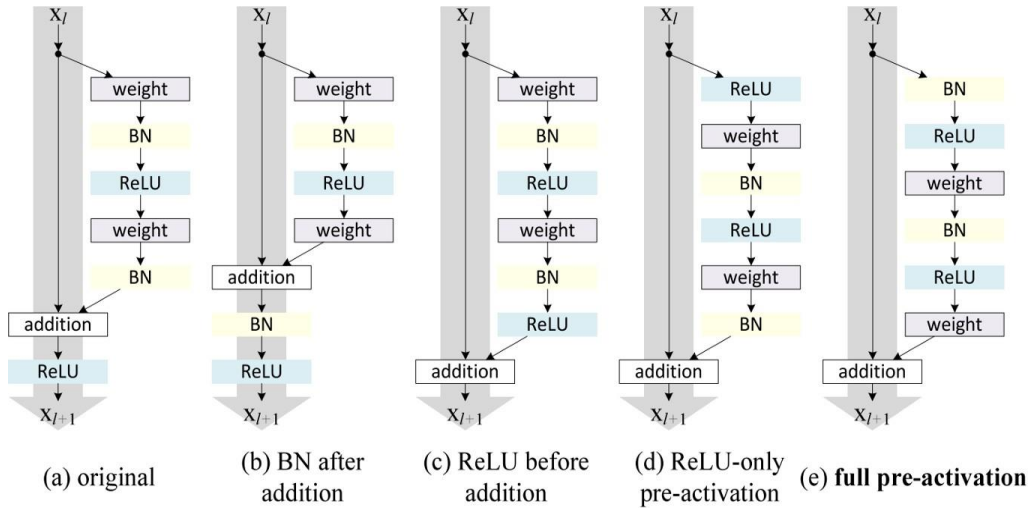 x_l
weight
BN
ReLU
weight
BN
addition
ReLU
x_{l+1}
(a) original
x_l
weight
BN
ReLU
weight
addition
BN
ReLU
x_{l+1}
(b) BN after
addition
x_l
weight
BN
ReLU
weight
BN
ReLU
addition
x_{l+1}
(c) ReLU before
addition
x_l
ReLU
weight
BN
ReLU
weight
BN
addition
x_{l+1}
(d) ReLU-only
pre-activation
x_l
BN
ReLU
weight
BN
ReLU
weight
addition
x_{l+1}
(e) full pre-activation